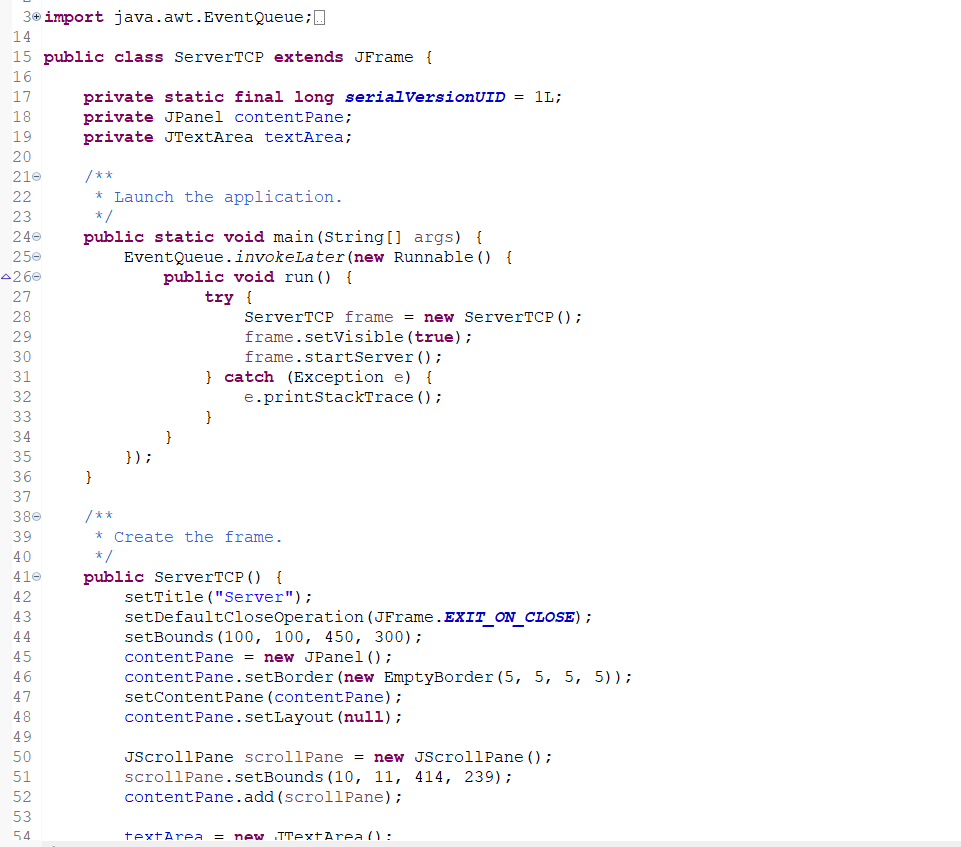 3 import java.awt.EventQueue;
14
15 public class ServerTCP extends JFrame {
16
17     private static final long serialVersionUID = 1L;
18     private JPanel contentPane;
19     private JTextArea textArea;
20
21     /**
22      * Launch the application.
23      */
24     public static void main(String[] args) {
25         EventQueue.invokeLater(new Runnable() {
26             public void run() {
27                 try {
28                     ServerTCP frame = new ServerTCP();
29                     frame.setVisible(true);
30                     frame.startServer();
31                 } catch (Exception e) {
32                     e.printStackTrace();
33                 }
34             }
35         });
36     }
37
38     /**
39      * Create the frame.
40      */
41     public ServerTCP() {
42         setTitle("Server");
43         setDefaultCloseOperation(JFrame.EXIT_ON_CLOSE);
44         setBounds(100, 100, 450, 300);
45         contentPane = new JPanel();
46         contentPane.setBorder(new EmptyBorder(5, 5, 5, 5));
47         setContentPane(contentPane);
48         contentPane.setLayout(null);
49
50         JScrollPane scrollPane = new JScrollPane();
51         scrollPane.setBounds(10, 11, 414, 239);
52         contentPane.add(scrollPane);
53
54         textArea = new JTextArea();